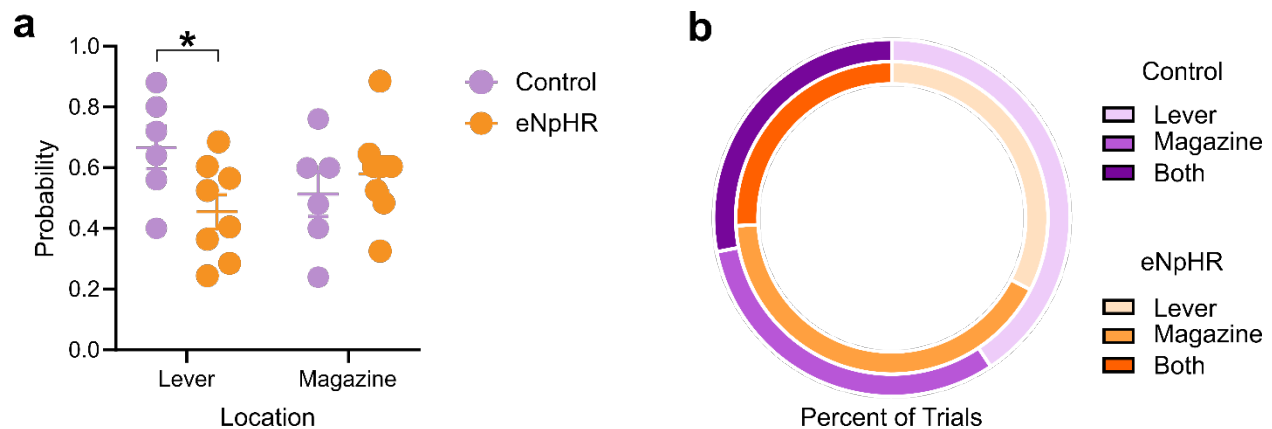 a
*
1.0
0.8
0.6
0.4
0.2
0.0
Probability
Lever
Magazine
Location
Control
eNpHR
b
Percent of Trials
Control
Lever
Magazine
Both
eNpHR
Lever
Magazine
Both